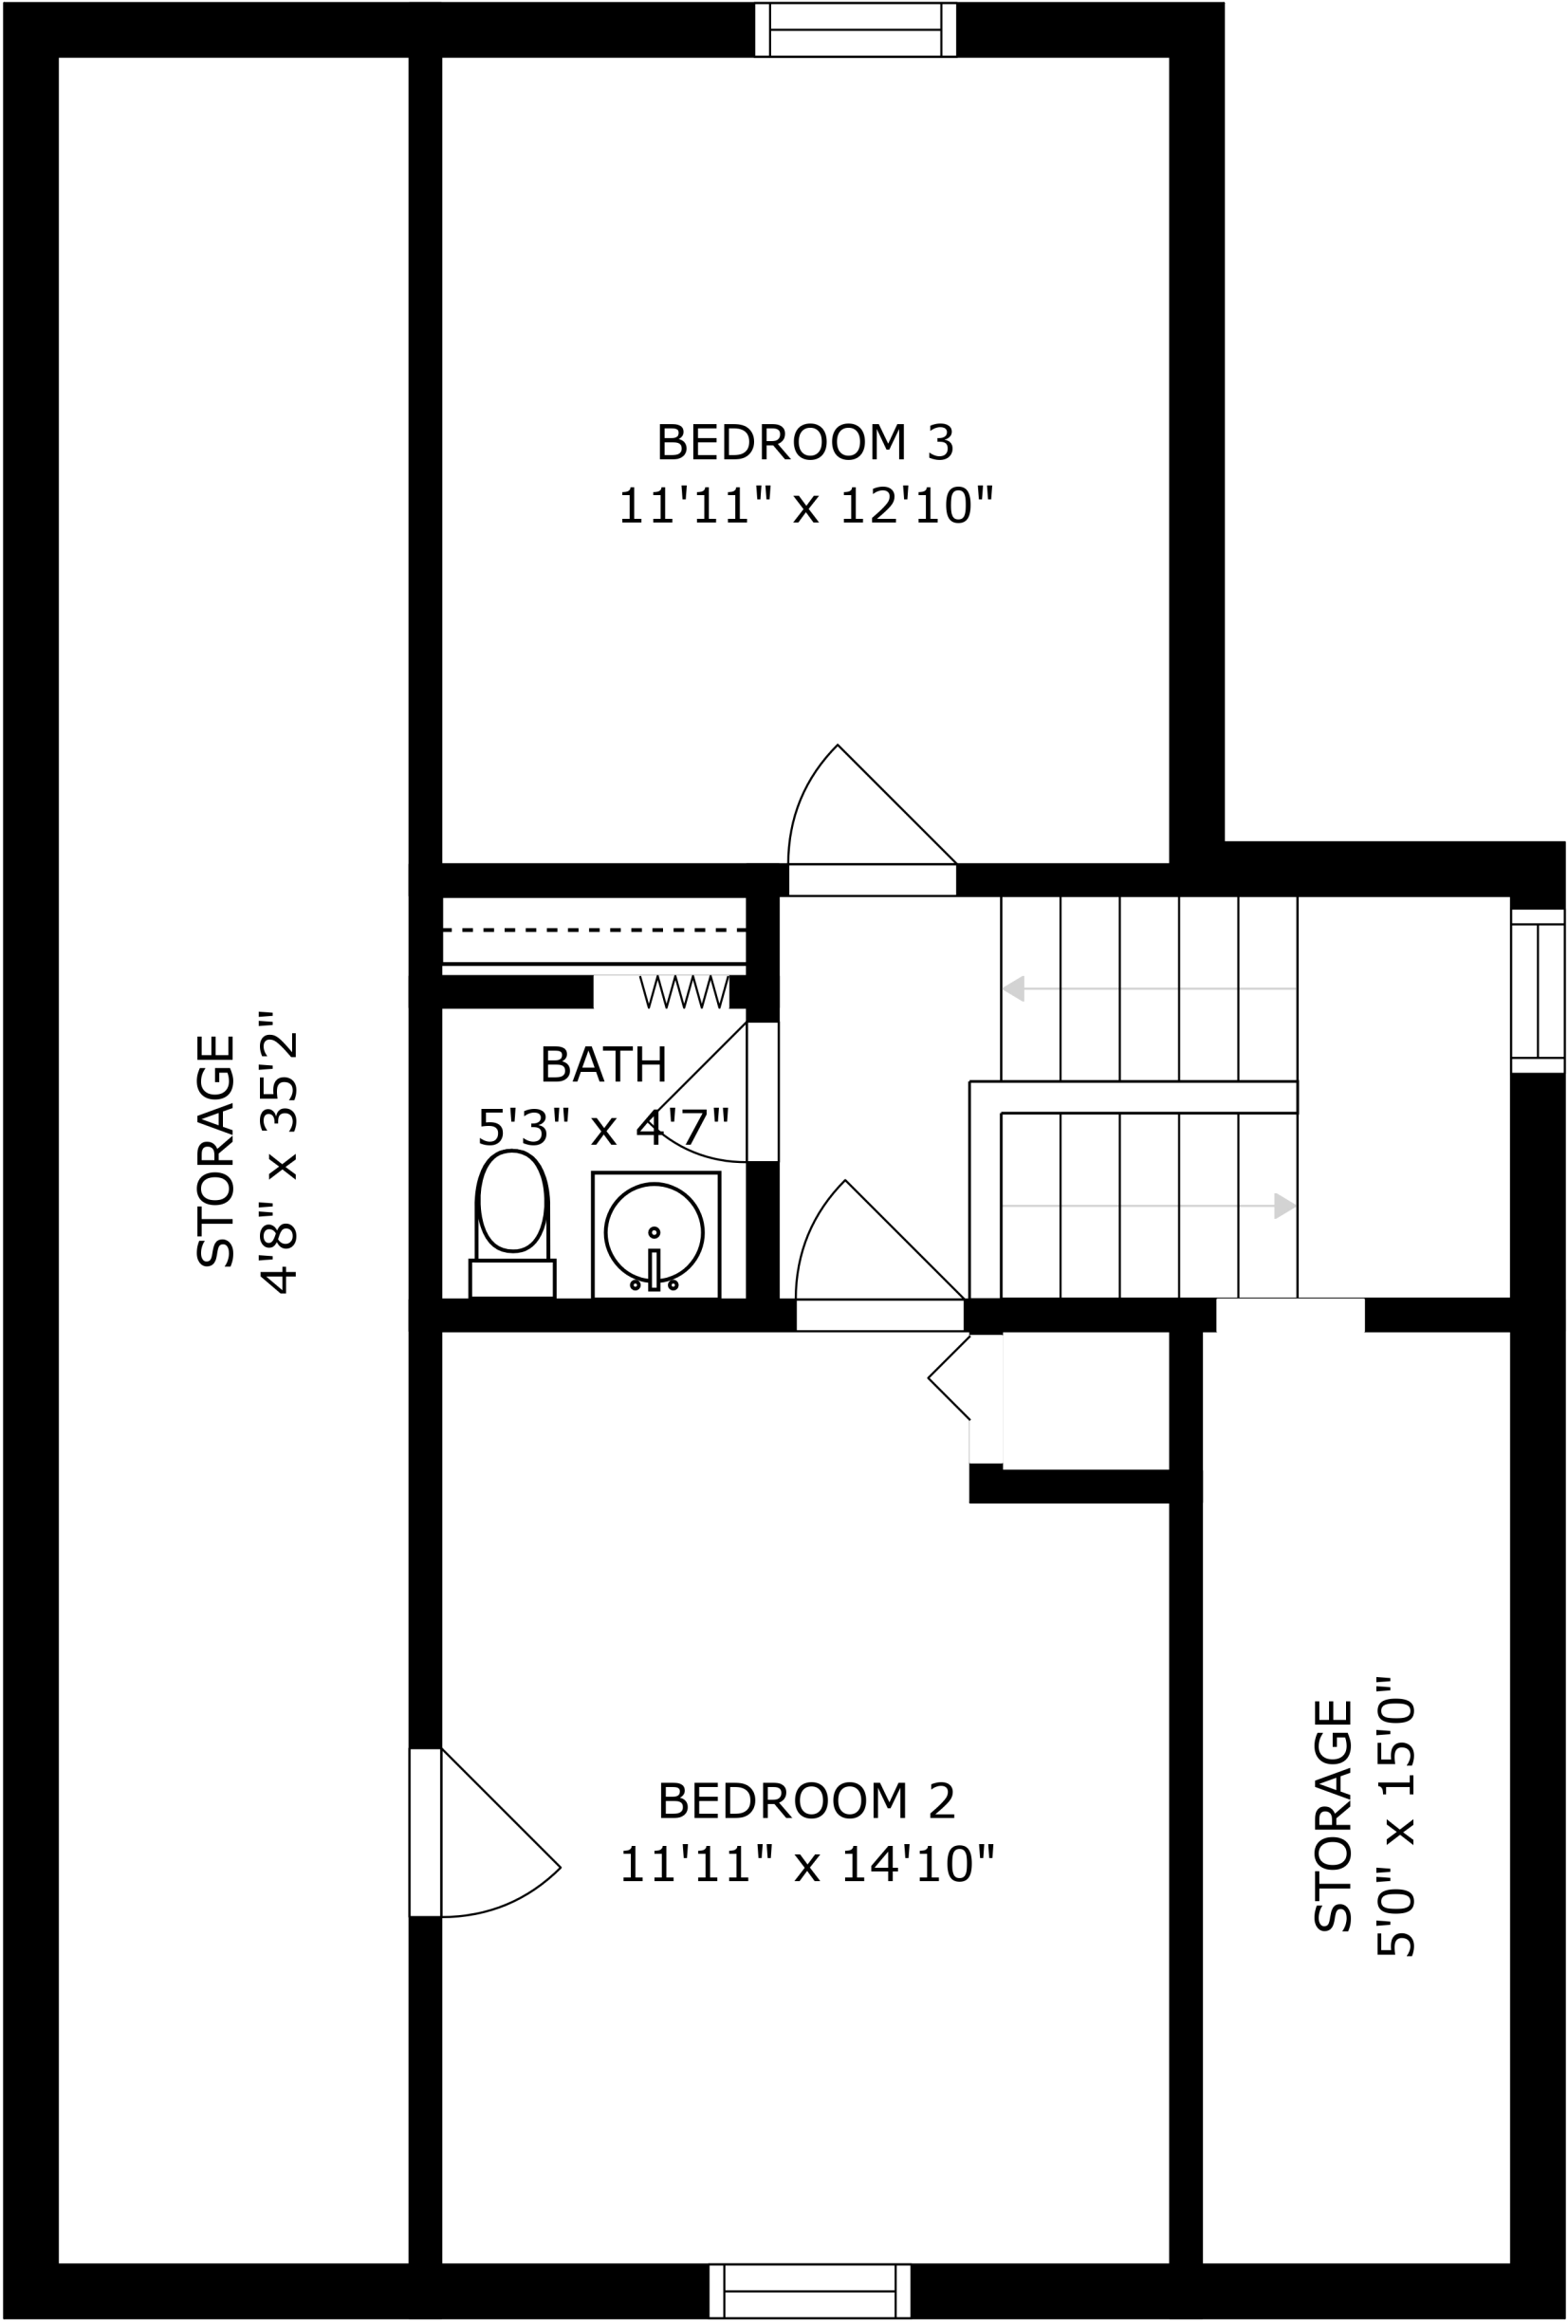 BEDROOM 3
11'11" x 12'10"
BATH
5'3" x 4'7"
STORAGE
4'8" x 35'2"
BEDROOM 2
11'11" x 14'10"
STORAGE
5'0" x 15'0"